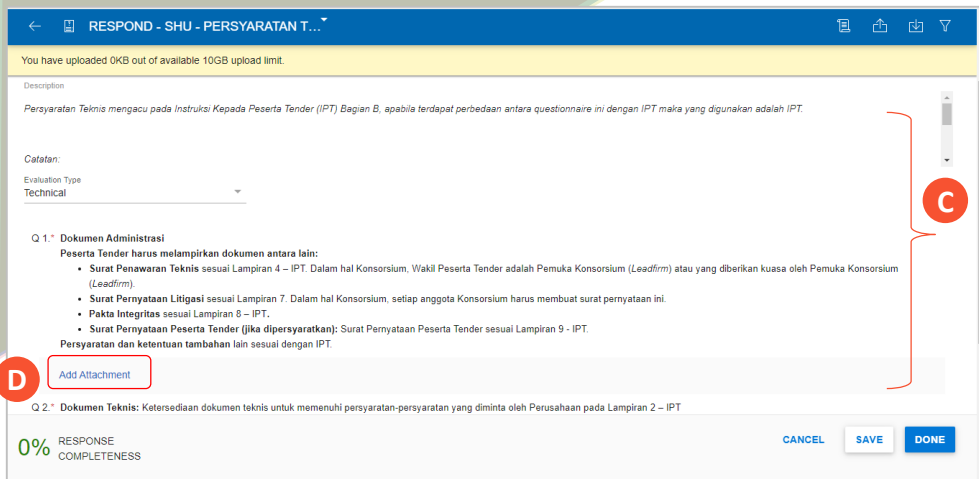 RESPOND - SHU - PERSYARATAN T...
You have uploaded 0KB out of available 10GB upload limit.
Description
Persyaratan Teknis mengacu pada Instruksi Kepada Peserta Tender (IPT) Bagian B, apabila terdapat perbedaan antara questionnaire ini dengan IPT maka yang digunakan adalah IPT.
Catatan:
Evaluation Type
Technical
C
Q 1.* Dokumen Administrasi
Peserta Tender harus melampirkan dokumen antara lain:
• Surat Penawaran Teknis sesuai Lampiran 4 – IPT. Dalam hal Konsorsium, Wakil Peserta Tender adalah Pemuka Konsorsium (Leadfirm) atau yang diberikan kuasa oleh Pemuka Konsorsium
(Leadfirm).
• Surat Pernyataan Litigasi sesuai Lampiran 7. Dalam hal Konsorsium, setiap anggota Konsorsium harus membuat surat pernyataan ini.
• Pakta Integritas sesuai Lampiran 8 – IPT.
• Surat Pernyataan Peserta Tender (jika dipersyaratkan): Surat Pernyataan Peserta Tender sesuai Lampiran 9 - IPT.
Persyaratan dan ketentuan tambahan lain sesuai dengan IPT.
D
Add Attachment
Q 2.* Dokumen Teknis: Ketersediaan dokumen teknis untuk memenuhi persyaratan-persyaratan yang diminta oleh Perusahaan pada Lampiran 2 – IPT
0% RESPONSE
COMPLETENESS
CANCEL SAVE DONE